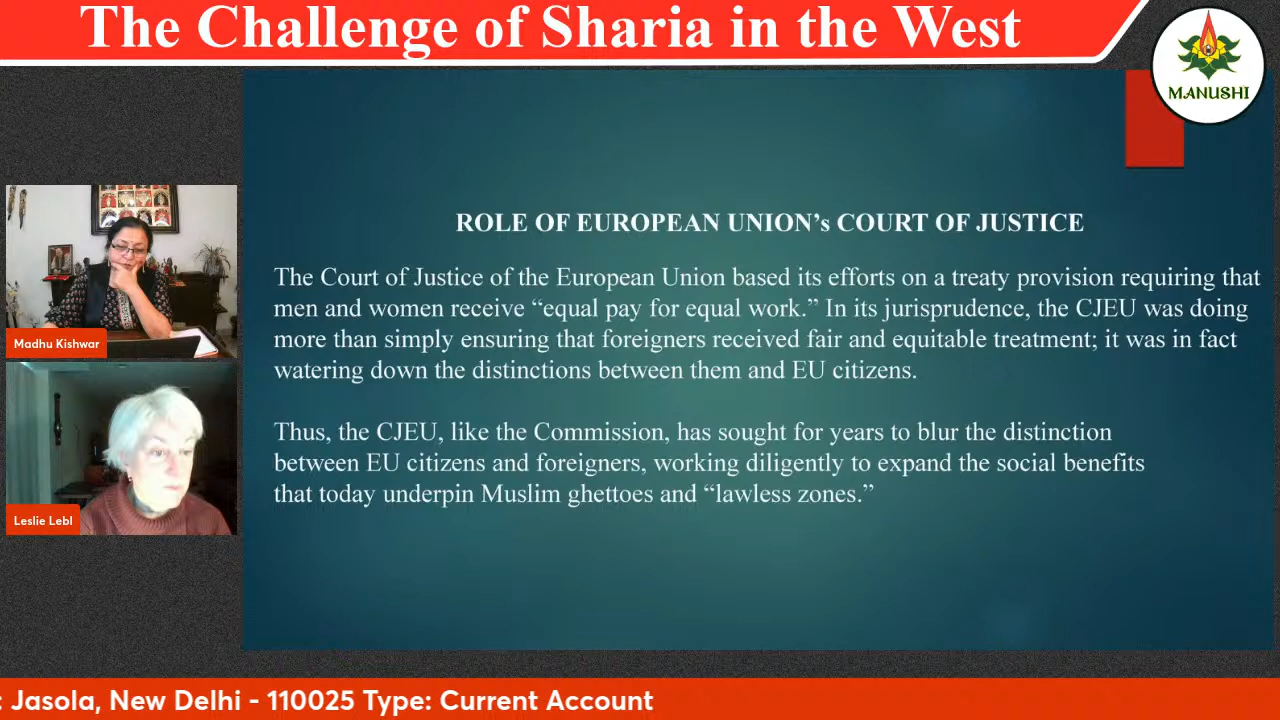 The Challenge of Sharia in the West
MANUSHI
ROLE OF EUROPEAN UNION’s COURT OF JUSTICE
The Court of Justice of the European Union based its efforts on a treaty provision requiring that
men and women receive “equal pay for equal work.” In its jurisprudence, the CJEU was doing
more than simply ensuring that foreigners received fair and equitable treatment; it was in fact
watering down the distinctions between them and EU citizens.
Thus, the CJEU, like the Commission, has sought for years to blur the distinction
between EU citizens and foreigners, working diligently to expand the social benefits
that today underpin Muslim ghettoes and “lawless zones.”
Madhu Kishwar
Leslie Lebl
: Jasola, New Delhi - 110025 Type: Current Account